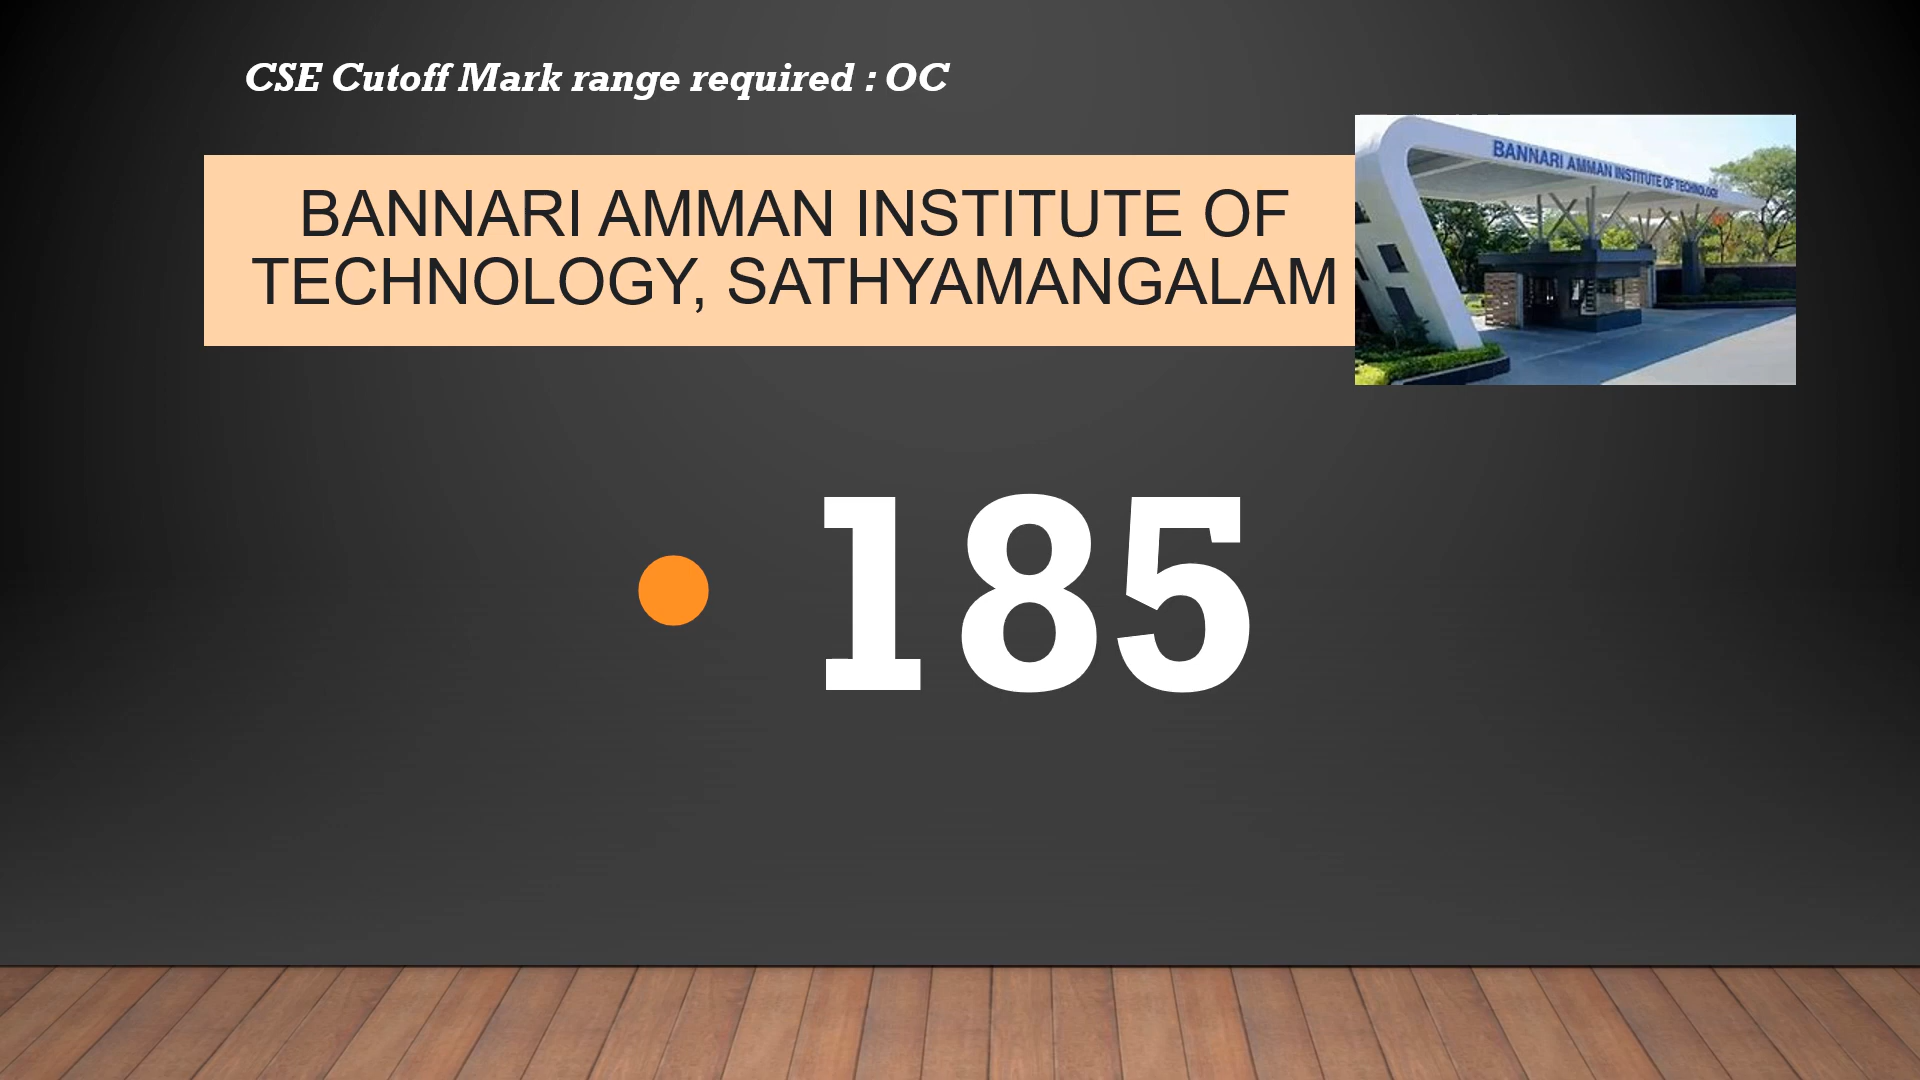 CSE Cutoff Mark range required : OC
BANNARI AMMAN INSTITUTE OF
TECHNOLOGY, SATHYAMANGALAM
BANNARI AMMAN INSTITUTE OF TECHNOLOGY
185